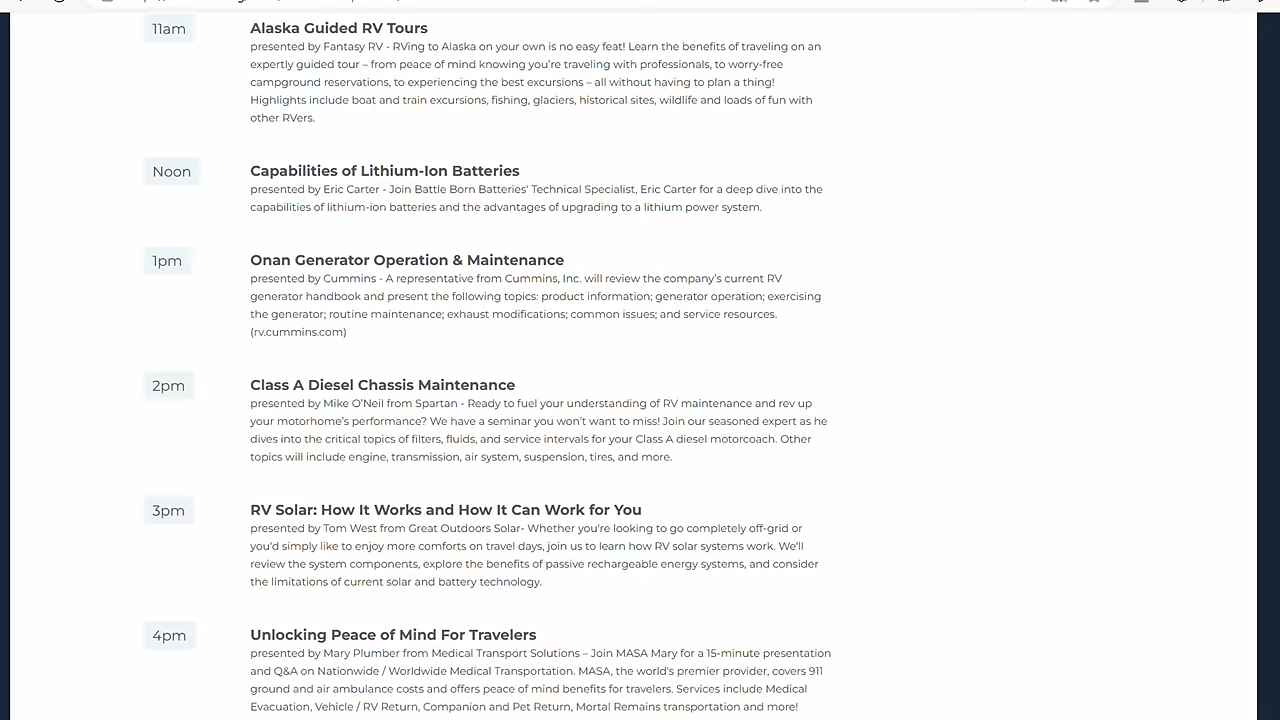 11am
Alaska Guided RV Tours
presented by Fantasy RV - RVing to Alaska on your own is no easy feat! Learn the benefits of traveling on an
expertly guided tour – from peace of mind knowing you’re traveling with professionals, to worry-free
campground reservations, to experiencing the best excursions – all without having to plan a thing!
Highlights include boat and train excursions, fishing, glaciers, historical sites, wildlife and loads of fun with
other RVers.
Noon
Capabilities of Lithium-Ion Batteries
presented by Eric Carter - Join Battle Born Batteries' Technical Specialist, Eric Carter for a deep dive into the
capabilities of lithium-ion batteries and the advantages of upgrading to a lithium power system.
1pm
Onan Generator Operation & Maintenance
presented by Cummins - A representative from Cummins, Inc. will review the company’s current RV
generator handbook and present the following topics: product information; generator operation; exercising
the generator; routine maintenance; exhaust modifications; common issues; and service resources.
(rv.cummins.com)
2pm
Class A Diesel Chassis Maintenance
presented by Mike O’Neil from Spartan - Ready to fuel your understanding of RV maintenance and rev up
your motorhome’s performance? We have a seminar you won’t want to miss! Join our seasoned expert as he
dives into the critical topics of filters, fluids, and service intervals for your Class A diesel motorcoach. Other
topics will include engine, transmission, air system, suspension, tires, and more.
3pm
RV Solar: How It Works and How It Can Work for You
presented by Tom West from Great Outdoors Solar- Whether you're looking to go completely off-grid or
you'd simply like to enjoy more comforts on travel days, join us to learn how RV solar systems work. We'll
review the system components, explore the benefits of passive rechargeable energy systems, and consider
the limitations of current solar and battery technology.
4pm
Unlocking Peace of Mind For Travelers
presented by Mary Plumber from Medical Transport Solutions – Join MASA Mary for a 15-minute presentation
and Q&A on Nationwide / Worldwide Medical Transportation. MASA, the world's premier provider, covers 911
ground and air ambulance costs and offers peace of mind benefits for travelers. Services include Medical
Evacuation, Vehicle / RV Return, Companion and Pet Return, Mortal Remains transportation and more!